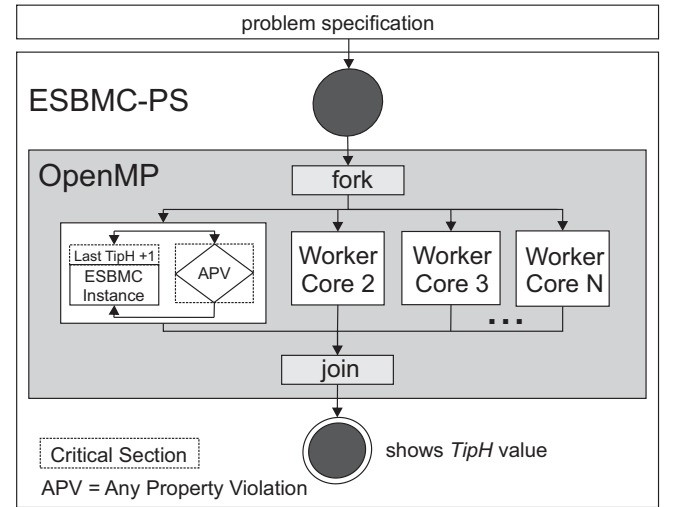 problem specification
ESBMC-PS
OpenMP
fork
Last TipH +1
ESBMC
Instance
APV
Worker
Core 2
Worker
Core 3
Worker
Core N
...
join
shows TipH value
Critical Section
APV = Any Property Violation